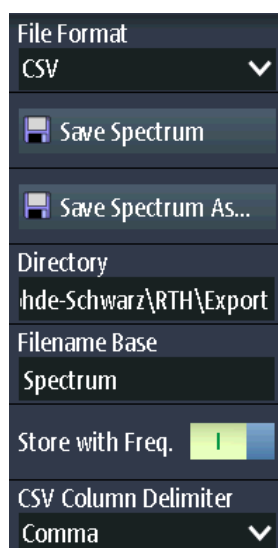 File Format
CSV
Save Spectrum
Save Spectrum As...
Directory
hde-Schwarz\RTH\Export
Filename Base
Spectrum
Store with Freq.
I
CSV Column Delimiter
Comma